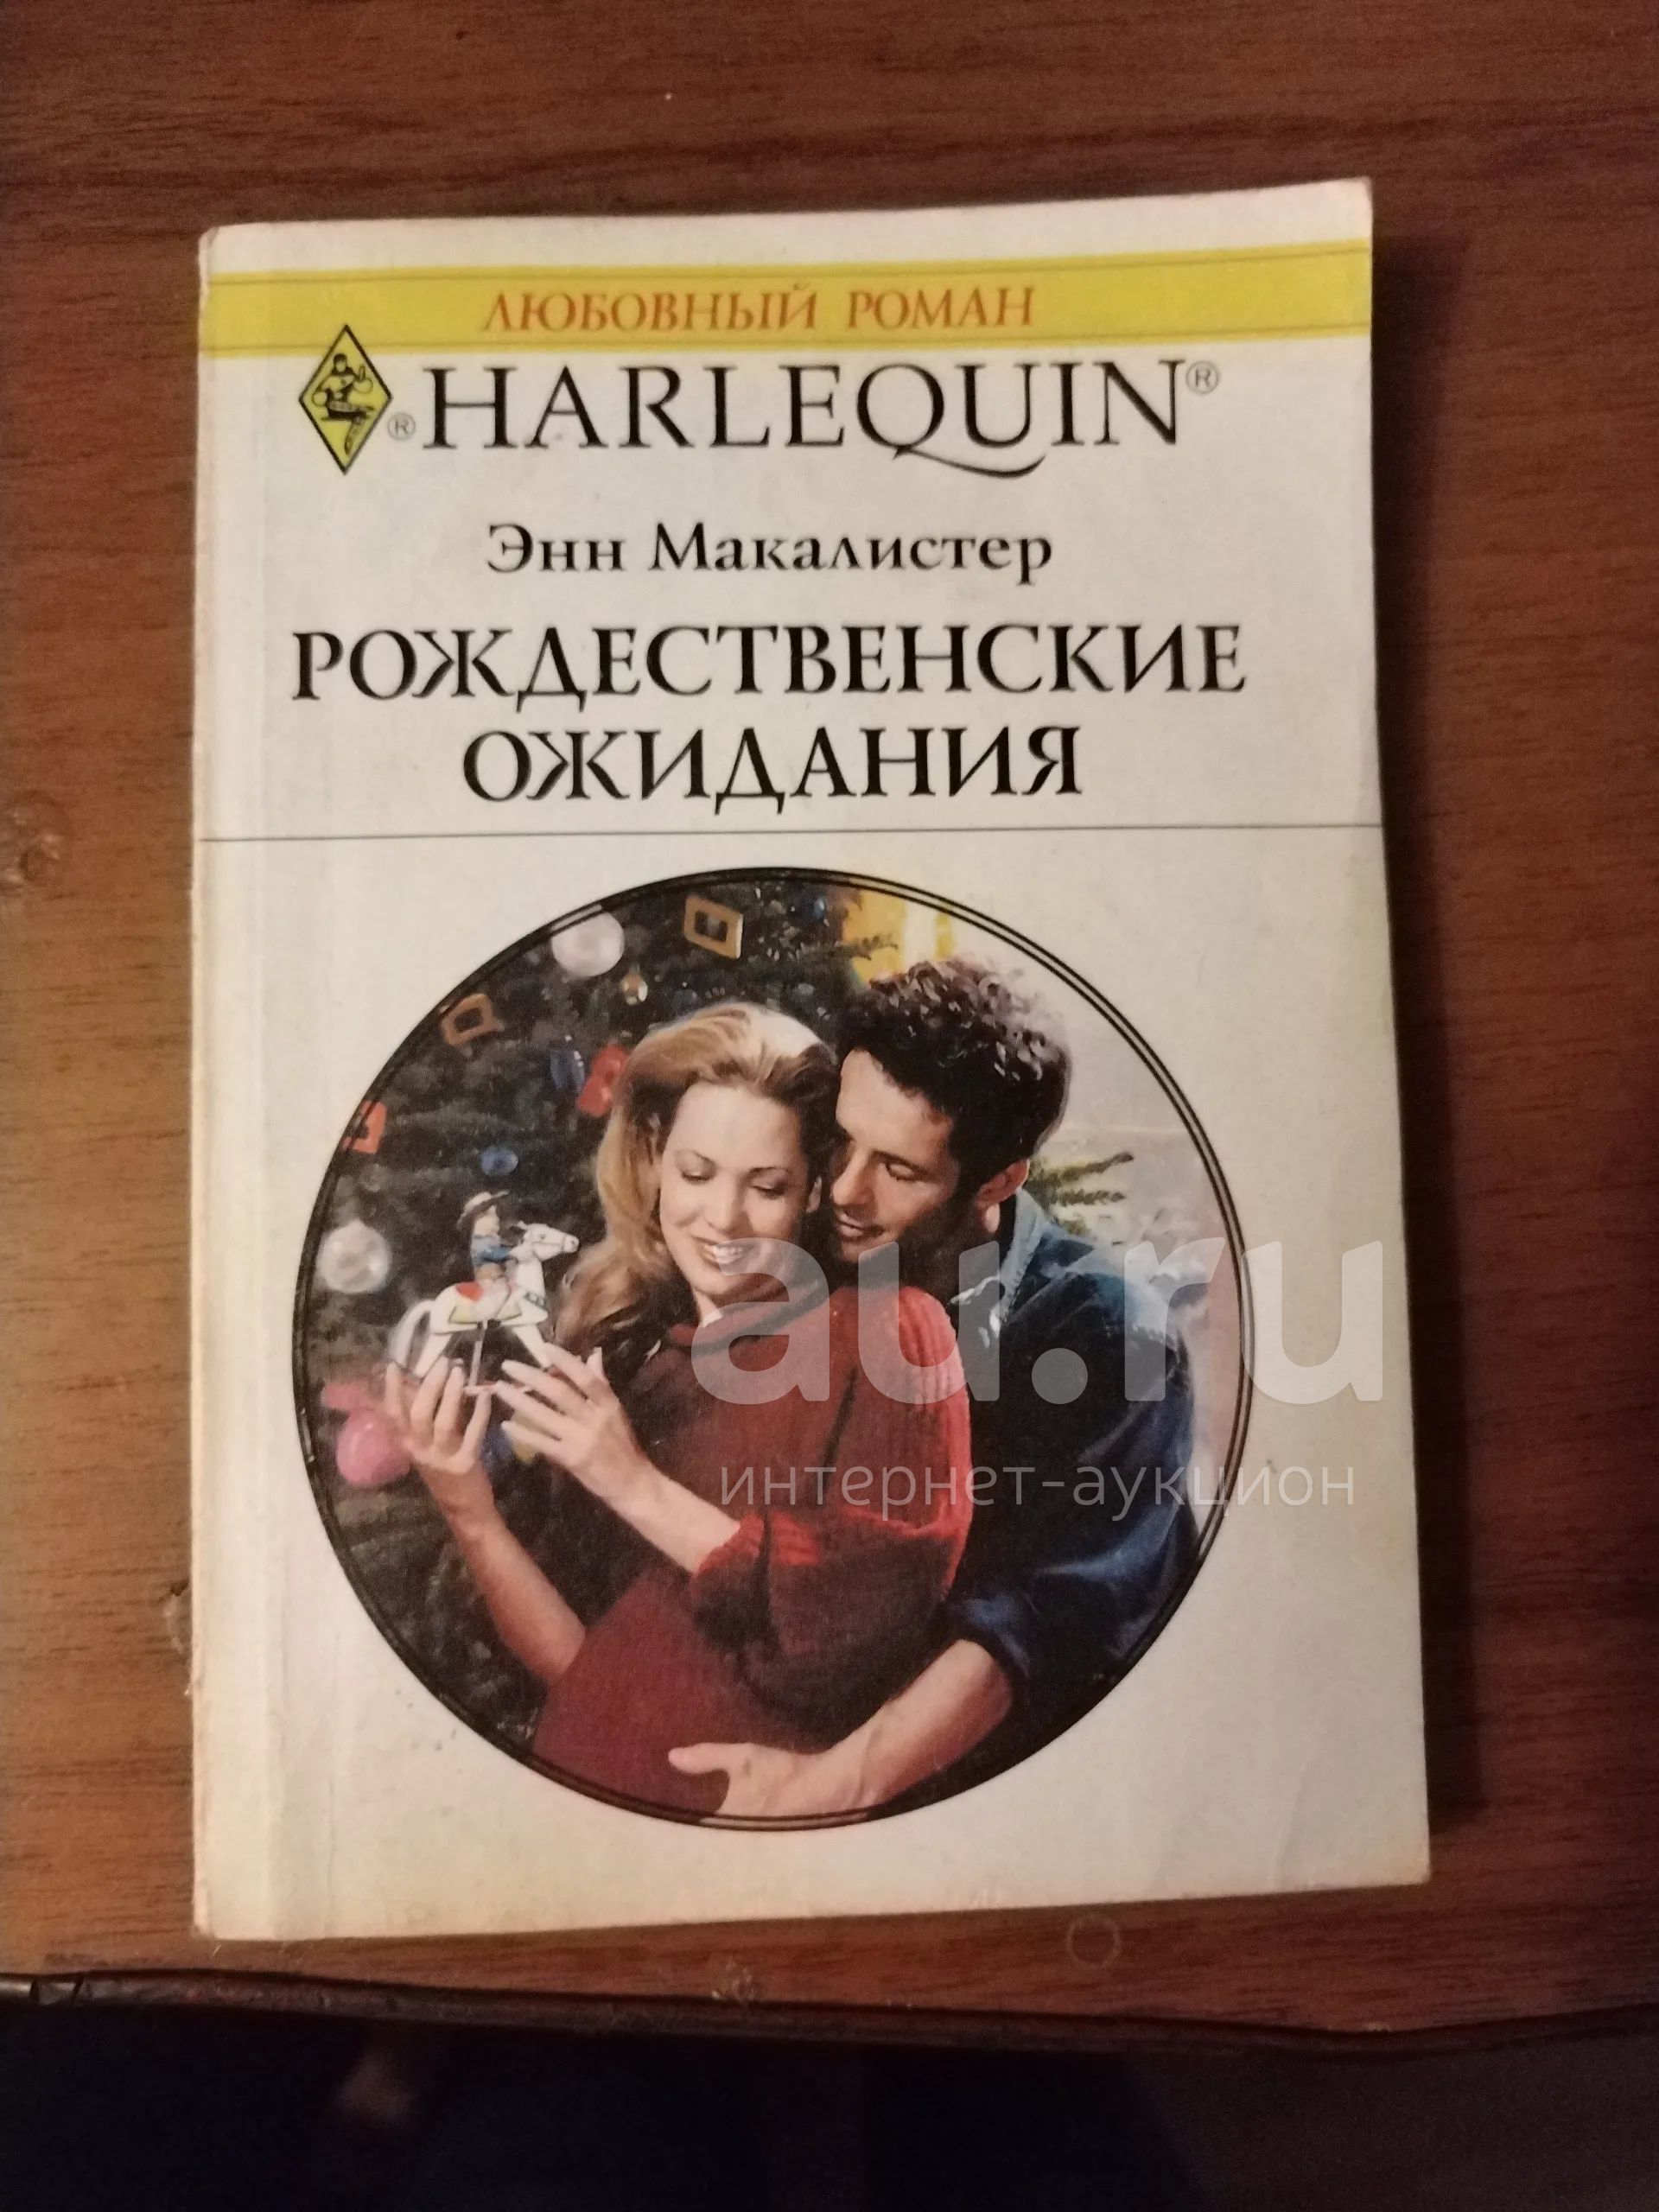 ЛЮБОВНЫЙ РОМАН
® HARLEQUIN®
Энн Макалистер
РОЖДЕСТВЕНСКИЕ
ОЖИДАНИЯ
au.ru
интернет-аукцион